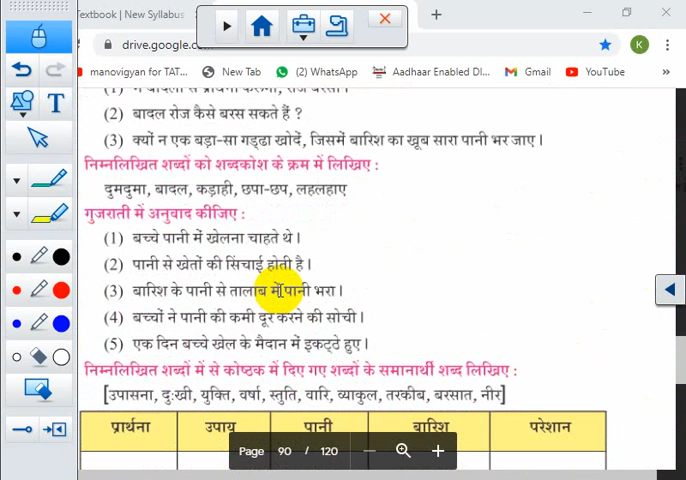 Textbook | New Syllabus
drive.google.co
K
manovigyan for TAT... New Tab (2) WhatsApp Aadhaar Enabled DI... Gmail YouTube
(2) बादल रोज कैसे बरस सकते हैं ?
(3) क्यों न एक बड़ा-सा गड्ढा खोदें, जिसमें बारिश का खूब सारा पानी भर जाए।
निम्नलिखित शब्दों को शब्दकोश के क्रम में लिखिए :
दुमदुमा, बादल, कड़ाही, छपा-छप, लहलहाए
गुजराती में अनुवाद कीजिए :
(1) बच्चे पानी में खेलना चाहते थे।
(2) पानी से खेतों की सिंचाई होती है।
(3) बारिश के पानी से तालाब में पानी भरा।
(4) बच्चों ने पानी की कमी दूर करने की सोची।
(5) एक दिन बच्चे खेल के मैदान में इकट्ठे हुए।
निम्नलिखित शब्दों में से कोष्ठक में दिए गए शब्दों के समानार्थी शब्द लिखिए :
[उपासना, दुःखी, युक्ति, वर्षा, स्तुति, वारि, व्याकुल, तरकीब, बरसात, नीर]
प्रार्थना उपाय पानी बारिश परेशान
Page 90 / 120
T